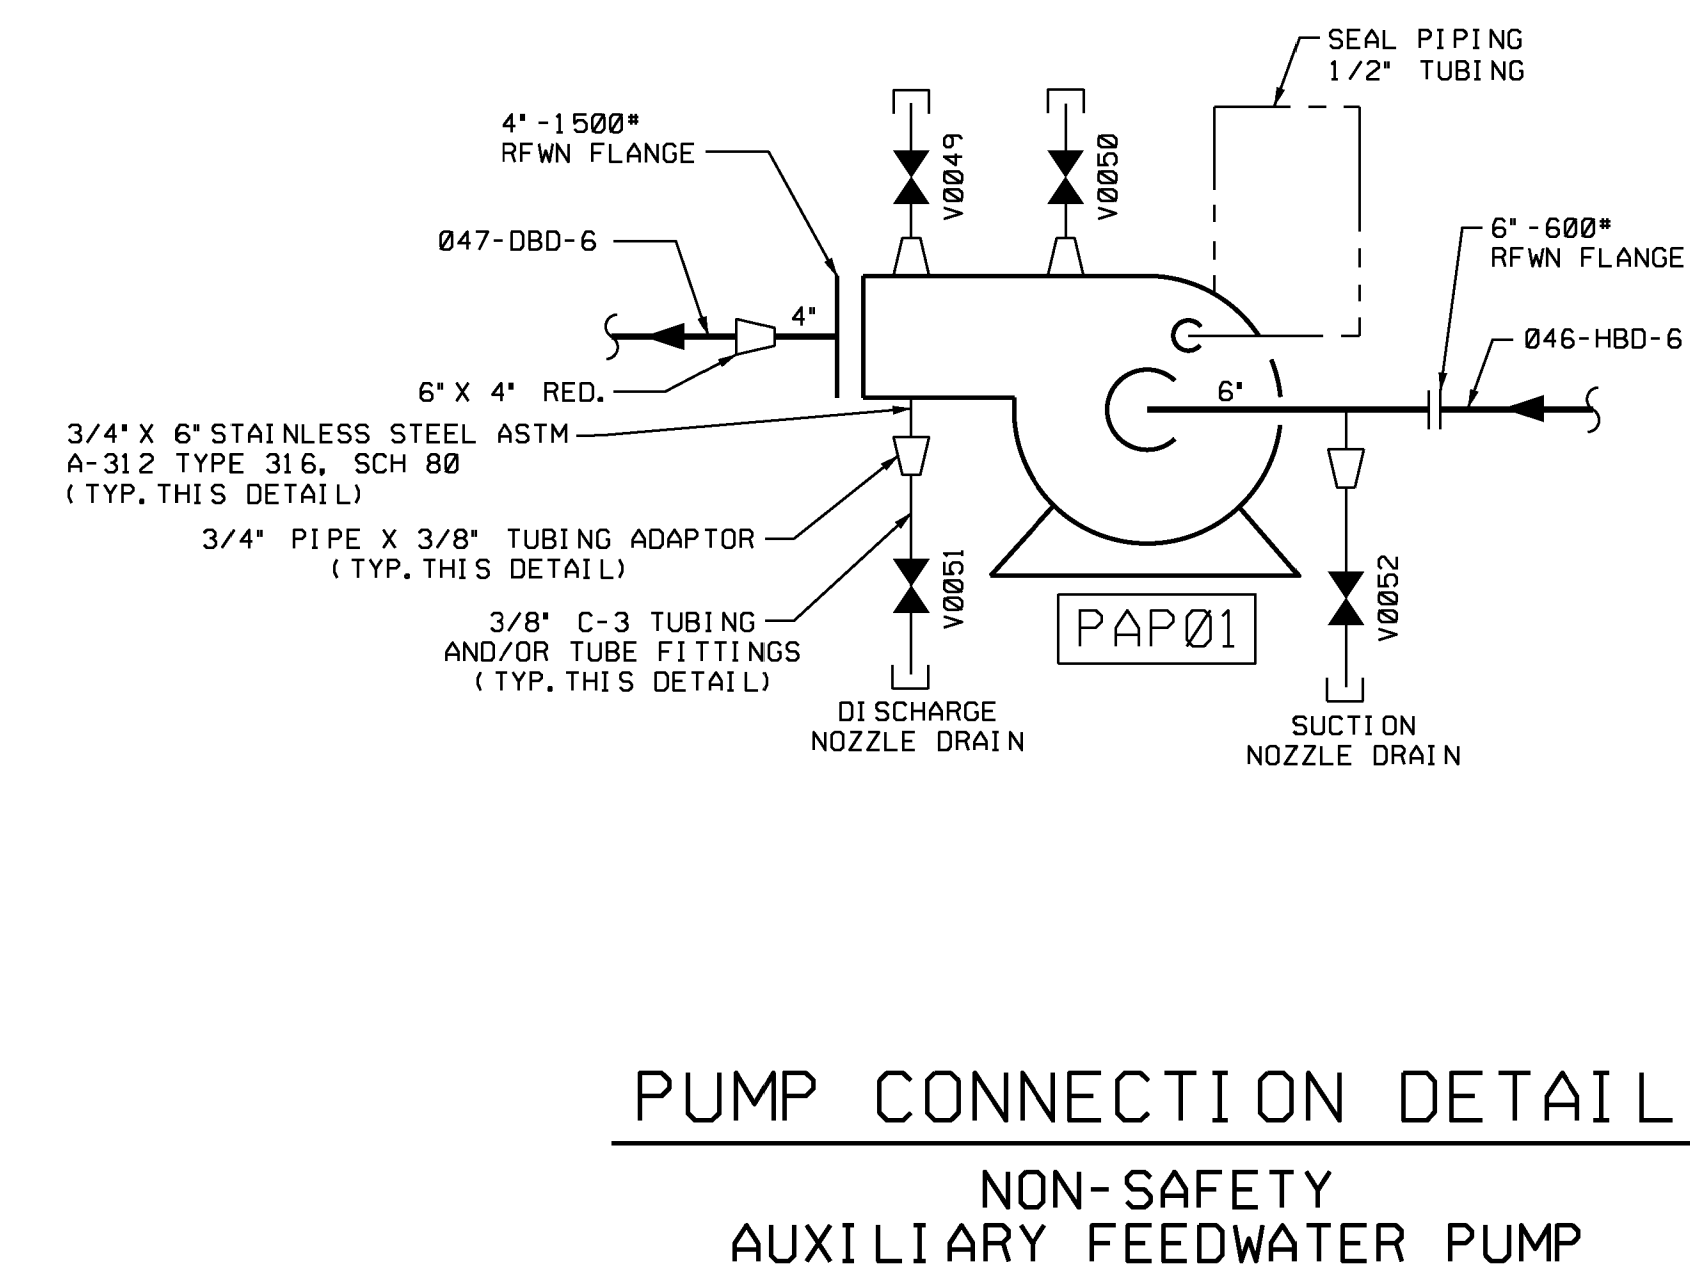 SEAL PIPING
1/2" TUBING
4"-1500#
RFWN FLANGE
V0049
V0050
6"-600#
RFWN FLANGE
Ø47-DBD-6
4"
Ø46-HBD-6
6" X 4" RED.
6"
3/4" X 6" STAINLESS STEEL ASTM
A-312 TYPE 316, SCH 80
(TYP. THIS DETAIL)
3/4" PIPE X 3/8" TUBING ADAPTOR
(TYP. THIS DETAIL)
V0051
V0052
3/8" C-3 TUBING
AND/OR TUBE FITTINGS
(TYP. THIS DETAIL)
PAPØ1
DISCHARGE
NOZZLE DRAIN
SUCTION
NOZZLE DRAIN
PUMP CONNECTION DETAIL
NON-SAFETY
AUXILIARY FEEDWATER PUMP